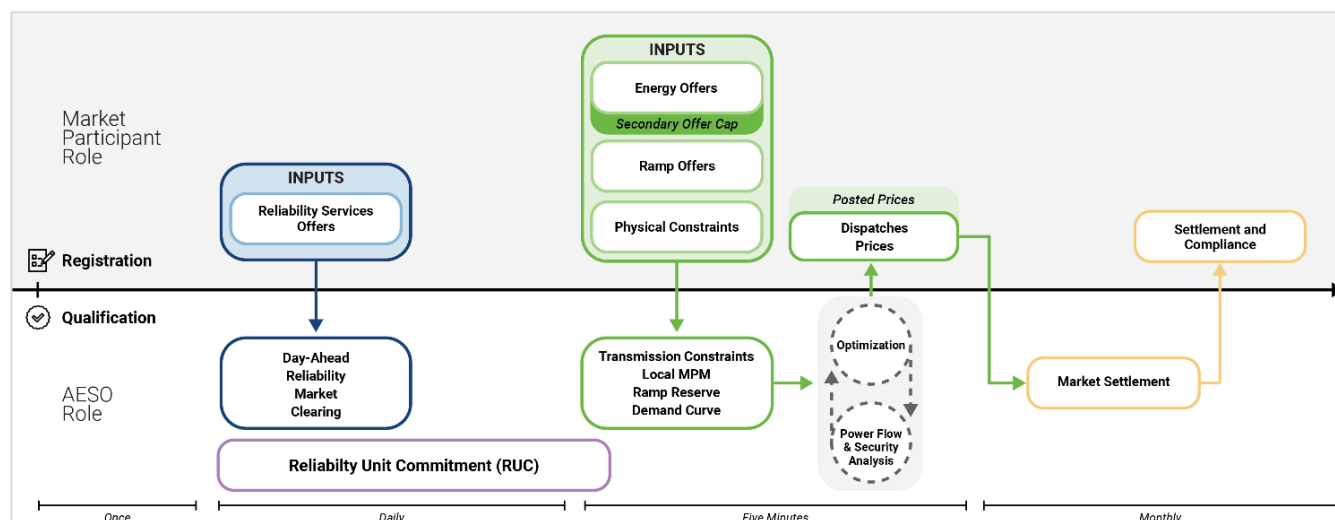 Market
Participant
Role
Registration
Qualification
AESO
Role
INPUTS
Reliability Services
Offers
Day-Ahead
Reliability
Market
Clearing
Reliabilty Unit Commitment (RUC)
INPUTS
Energy Offers
Secondary Offer Cap
Ramp Offers
Physical Constraints
Transmission Constraints
Local MPM
Ramp Reserve
Demand Curve
Posted Prices
Dispatches
Prices
Optimization
Power Flow
& Security
Analysis
Settlement and
Compliance
Market Settlement
Once
Daily
Five Minutes
Monthly